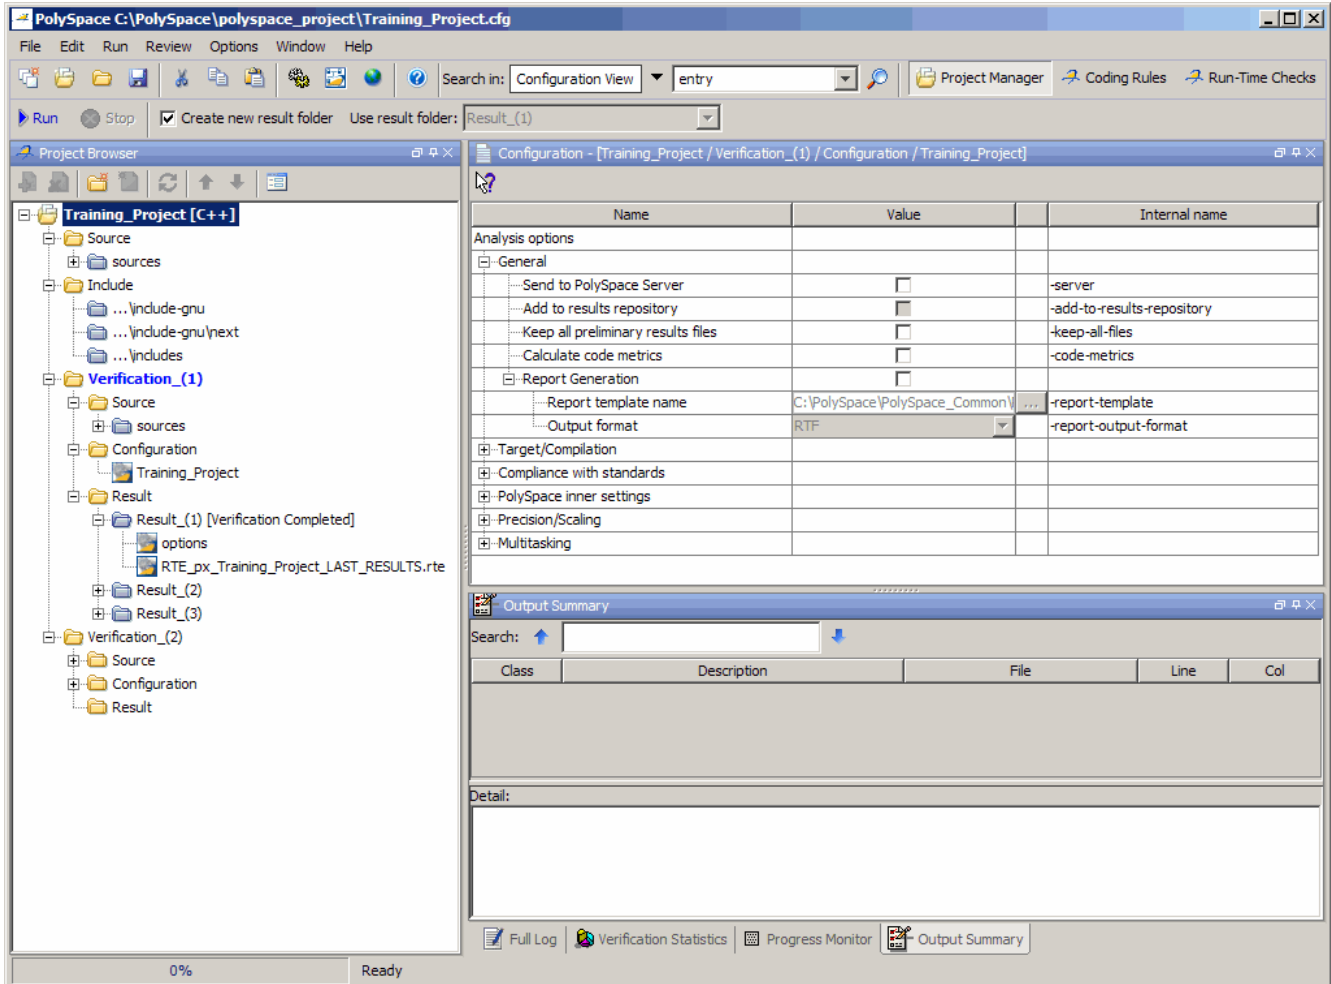 PolySpace C:\PolySpace\polyspace_project\Training_Project.cfg
File Edit Run Review Options Window Help
Search in: Configuration View entry Project Manager Coding Rules Run-Time Checks
Run Stop Create new result folder Use result folder: Result_(1)
Project Browser
Training_Project [C++]
Source
sources
Include
...\include-gnu
...\include-gnu\next
...\includes
Verification_(1)
Source
sources
Configuration
Training_Project
Result
Result_(1) [Verification Completed]
options
RTE_px_Training_Project_LAST_RESULTS.rte
Result_(2)
Result_(3)
Verification_(2)
Source
Configuration
Result
Configuration - [Training_Project / Verification_(1) / Configuration / Training_Project]
Name Value Internal name
Analysis options
General
Send to PolySpace Server -server
Add to results repository -add-to-results-repository
Keep all preliminary results files -keep-all-files
Calculate code metrics -code-metrics
Report Generation
Report template name C:\PolySpace\PolySpace_Common\ ... -report-template
Output format RTF -report-output-format
Target/Compilation
Compliance with standards
PolySpace inner settings
Precision/Scaling
Multitasking
Output Summary
Search:
Class Description File Line Col
Detail:
Full Log Verification Statistics Progress Monitor Output Summary
0% Ready